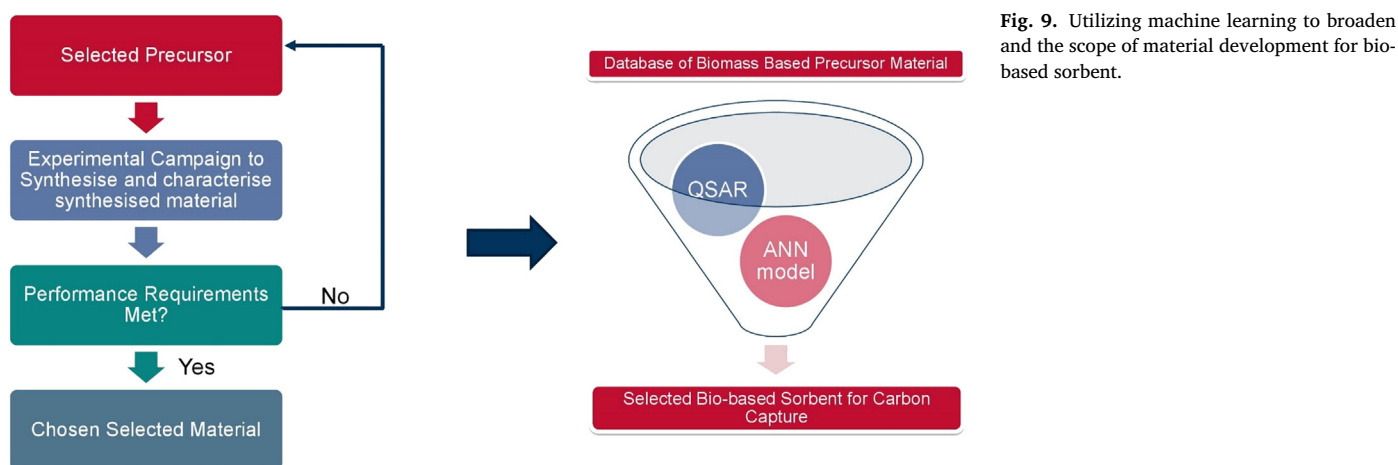 Selected Precursor
Experimental Campaign to
Synthesise and characterise
synthesised material
Performance Requirements
Met?
No
Yes
Chosen Selected Material
Database of Biomass Based Precursor Material
QSAR
ANN
model
Selected Bio-based Sorbent for Carbon
Capture
Fig. 9. Utilizing machine learning to broaden
and the scope of material development for bio-
based sorbent.